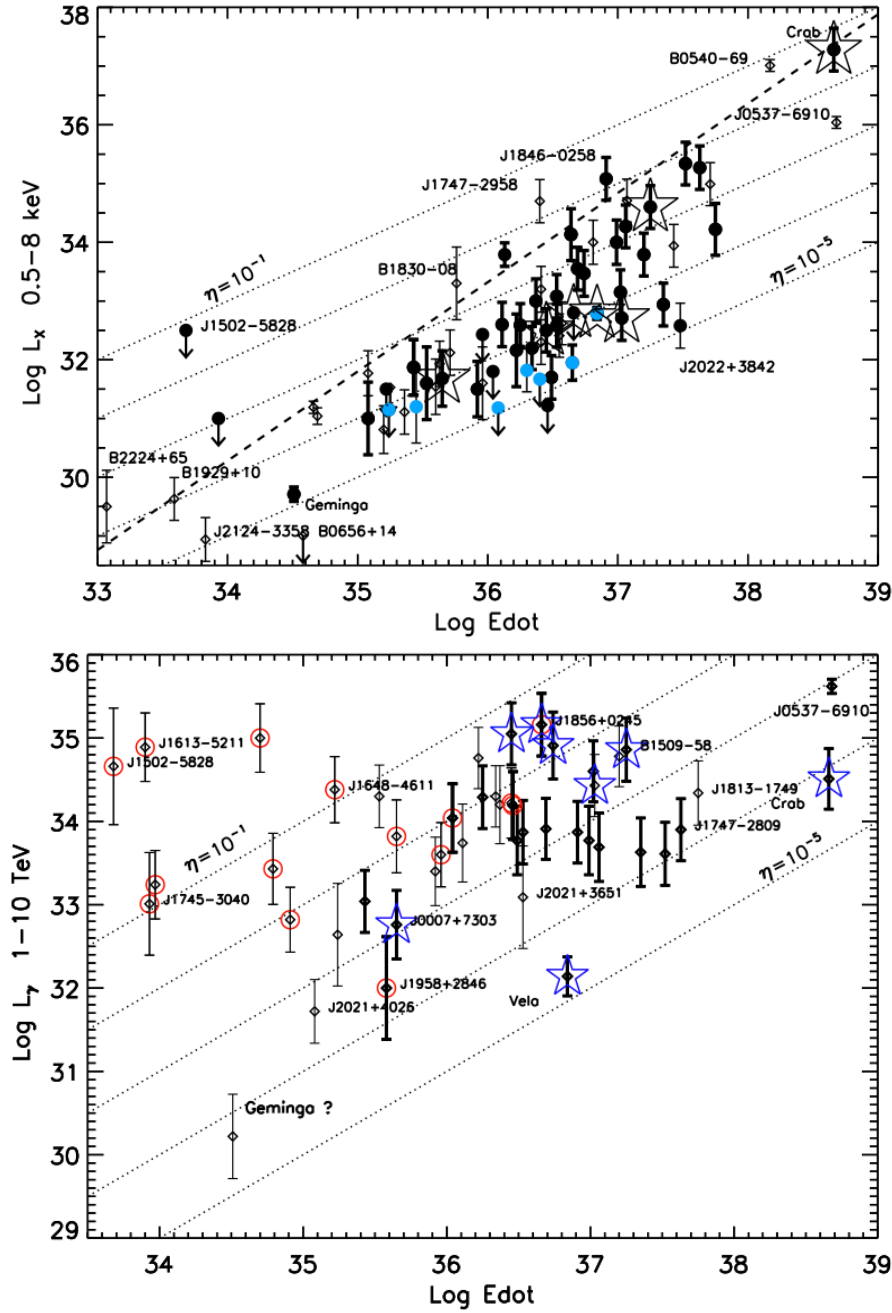 38
36
34
32
30
Log Lx 0.5-8 keV
Crab
B0540-69
J0537-6910
J1846-0258
J1747-2958
η=10⁻¹
B1830-08
η=10⁻⁵
J1502-5828
J2022+3842
B2224+65
B1929+10
Geminga
J2124-3358 B0656+14
33 34 35 36 37 38 39
Log Edot
36
35
34
33
32
31
30
29
Log Lγ 1-10 TeV
J0537-6910
J1856+0245
J1613-5211
B1509-58
J1502-5828
J1648-4611
J1813-1749
Crab
J1747-2809
η=10⁻¹
η=10⁻⁵
J2021+3651
J1745-3040
J0007+7303
J1958+2846
Vela
J2021+4026
Geminga ?
34 35 36 37 38 39
Log Edot